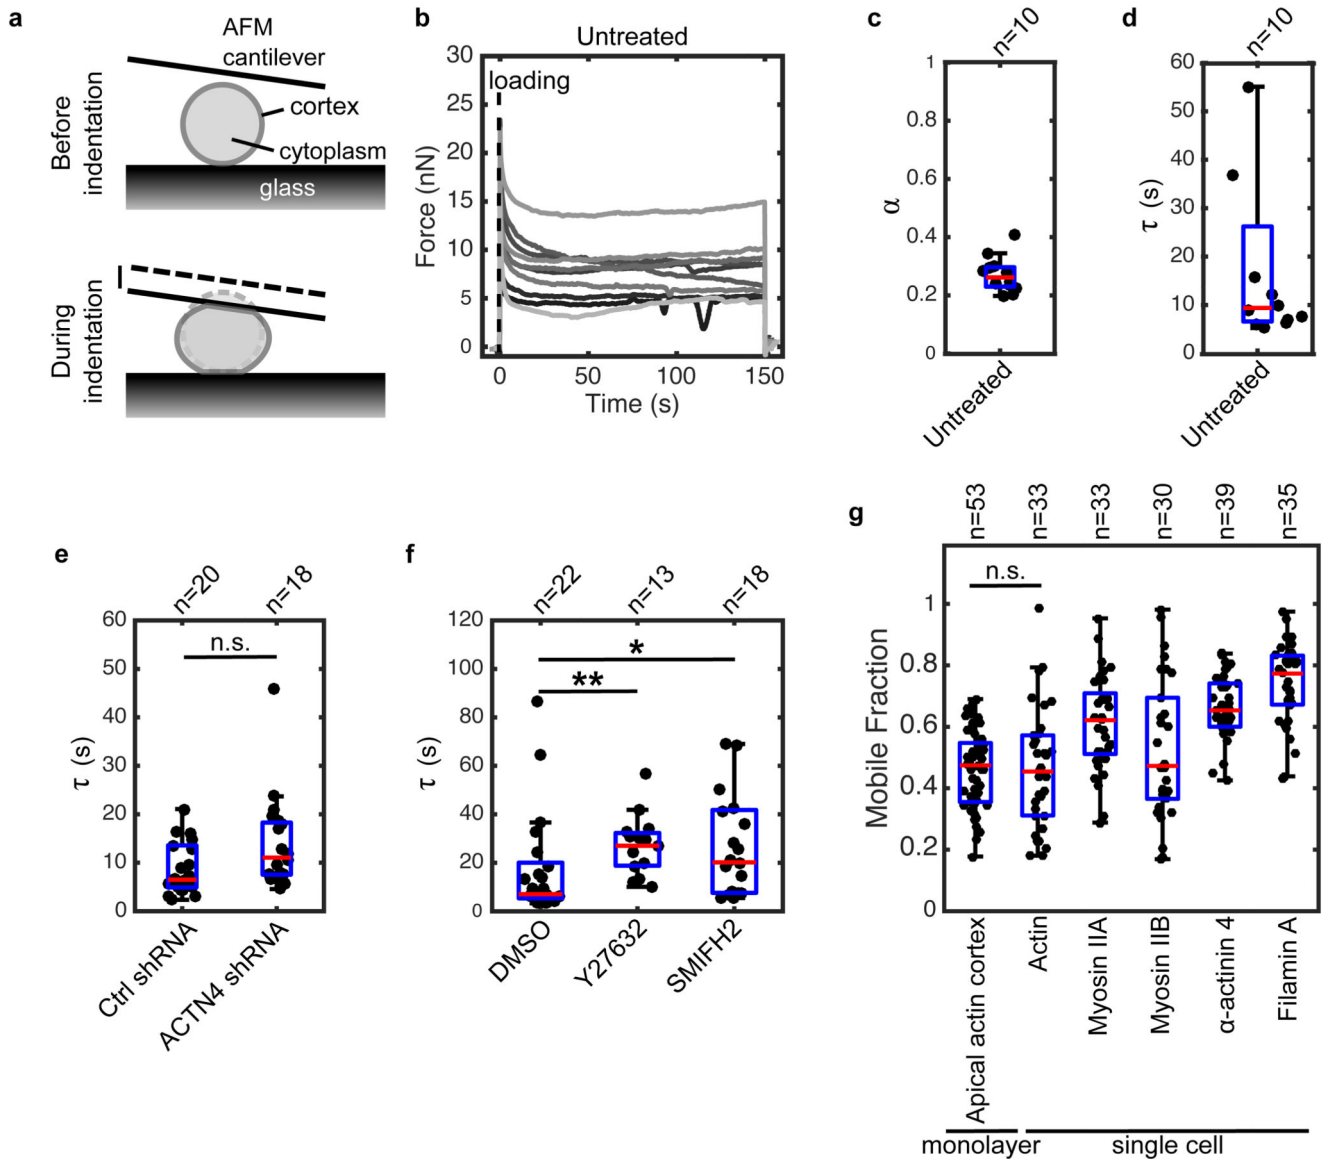 a
AFM
cantilever
Before
indentation
cortex
cytoplasm
glass
During
indentation
b
Untreated
loading
Force (nN)
30
25
20
15
10
5
0
0 50 100 150
Time (s)
c
n=10
α
1
0.8
0.6
0.4
0.2
0
Untreated
d
n=10
τ (s)
60
50
40
30
20
10
0
Untreated
e
n=20 n=18
n.s.
τ (s)
60
50
40
30
20
10
0
Ctrl shRNA
ACTN4 shRNA
f
n=22 n=13 n=18
*
**
τ (s)
120
100
80
60
40
20
0
DMSO
Y27632
SMIFH2
g
n=53 n=33 n=33 n=30 n=39 n=35
n.s.
Mobile Fraction
1
0.8
0.6
0.4
0.2
0
Apical actin cortex
Actin
Myosin IIA
Myosin IIB
α-actinin 4
Filamin A
monolayer single cell